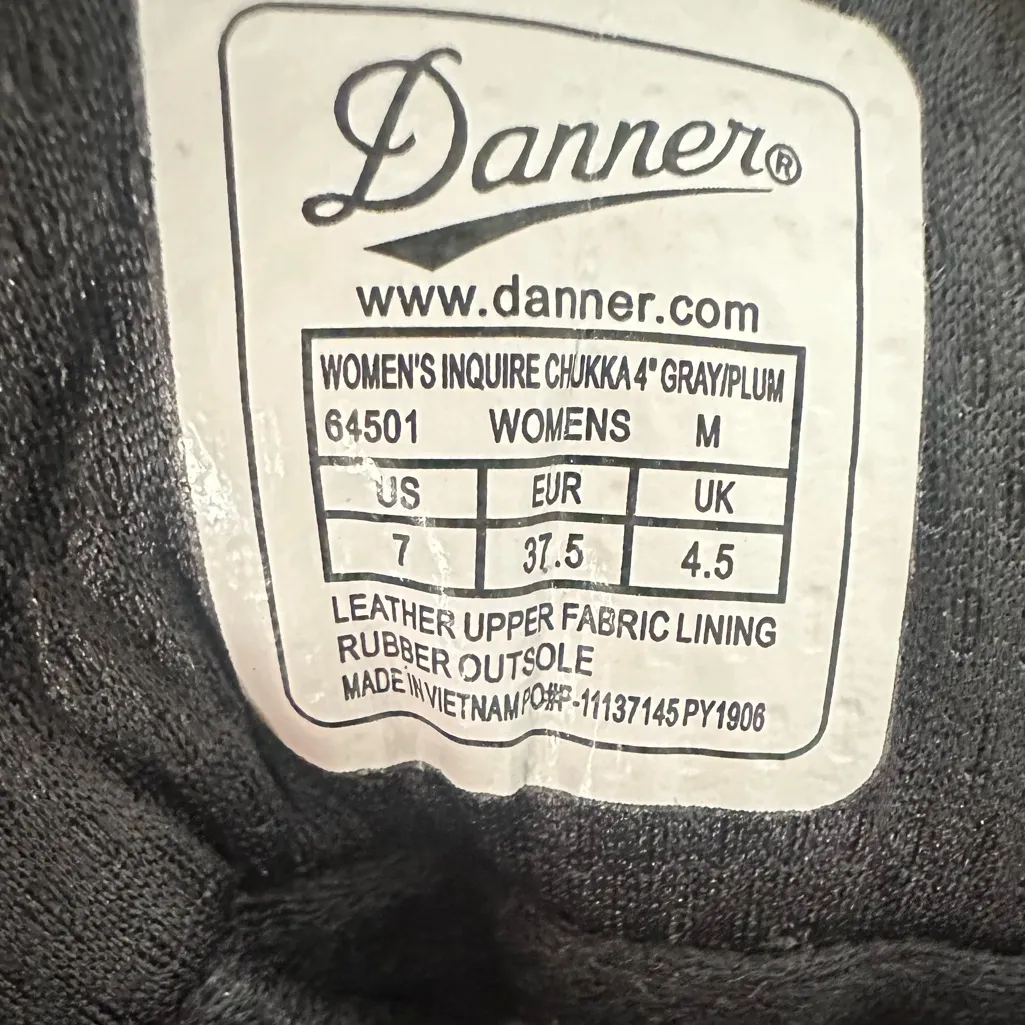 Danner®
www.danner.com
WOMEN'S INQUIRE CHUKKA 4" GRAY/PLUM
64501 WOMENS M
US EUR UK
7 37.5 4.5
LEATHER UPPER FABRIC LINING
RUBBER OUTSOLE
MADE IN VIETNAM PO#P-11137145 PY1906